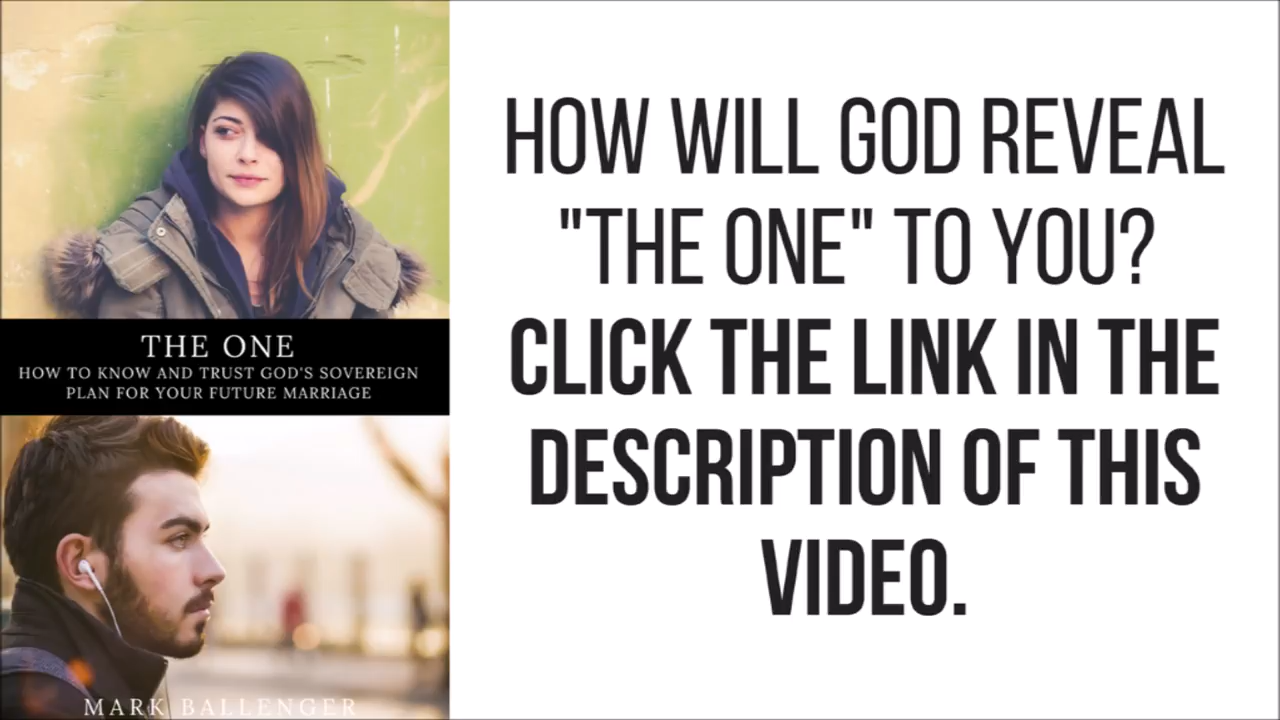 THE ONE
HOW TO KNOW AND TRUST GOD'S SOVEREIGN
PLAN FOR YOUR FUTURE MARRIAGE
MARK BALLENGER
HOW WILL GOD REVEAL
"THE ONE" TO YOU?
CLICK THE LINK IN THE
DESCRIPTION OF THIS
VIDEO.